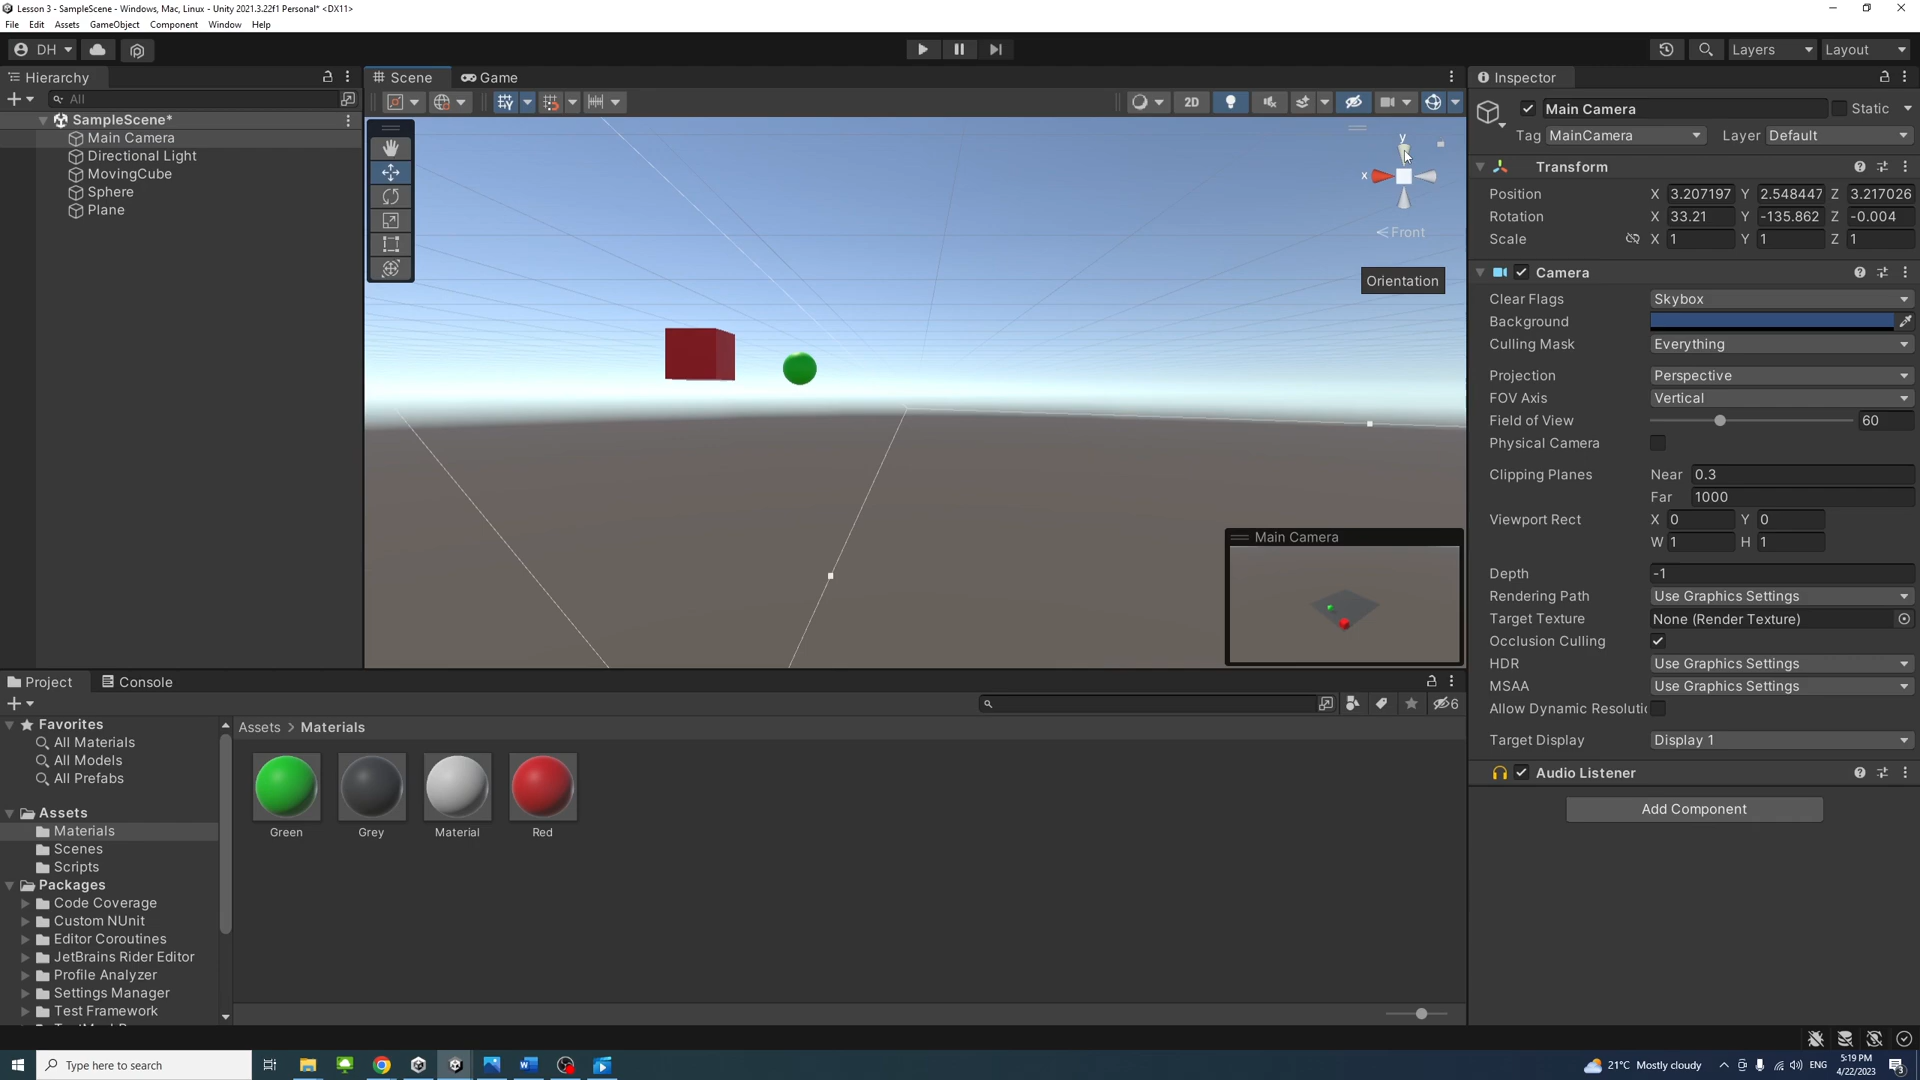 Lesson 3 - SampleScene - Windows, Mac, Linux - Unity 2021.3.22f1 Personal* <DX11>
File Edit Assets GameObject Component Window Help
DH Layers Layout
Hierarchy
All
SampleScene*
Main Camera
Directional Light
MovingCube
Sphere
Plane
Scene Game
2D
y
x
Front
Orientation
Main Camera
Inspector
Main Camera Static
Tag MainCamera Layer Default
Transform
Position X 3.207197 Y 2.548447 Z 3.217026
Rotation X 33.21 Y -135.862 Z -0.004
Scale X 1 Y 1 Z 1
Camera
Clear Flags Skybox
Background
Culling Mask Everything
Projection Perspective
FOV Axis Vertical
Field of View 60
Physical Camera
Clipping Planes Near 0.3
Far 1000
Viewport Rect X 0 Y 0
W 1 H 1
Depth -1
Rendering Path Use Graphics Settings
Target Texture None (Render Texture)
Occlusion Culling
HDR Use Graphics Settings
MSAA Use Graphics Settings
Allow Dynamic Resolutio
Target Display Display 1
Audio Listener
Add Component
Project Console
6
Favorites
All Materials
All Models
All Prefabs
Assets
Materials
Scenes
Scripts
Packages
Code Coverage
Custom NUnit
Editor Coroutines
JetBrains Rider Editor
Profile Analyzer
Settings Manager
Test Framework
Assets > Materials
Green Grey Material Red
Type here to search
21°C Mostly cloudy
ENG
5:19 PM
4/22/2023
3